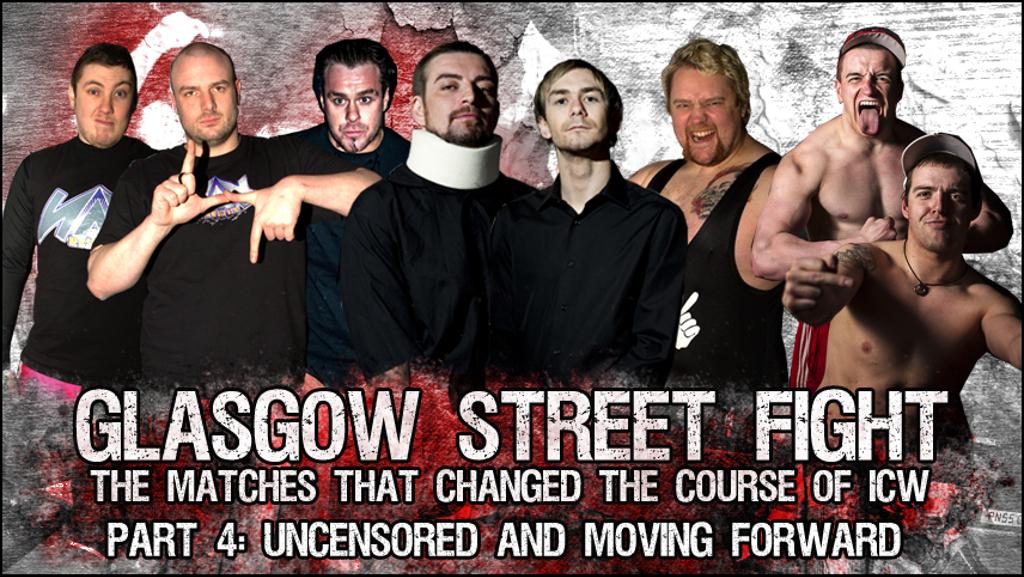 GLASGOW STREET FIGHT
THE MATCHES THAT CHANGED THE COURSE OF ICW
PART 4: UNCENSORED AND MOVING FORWARD